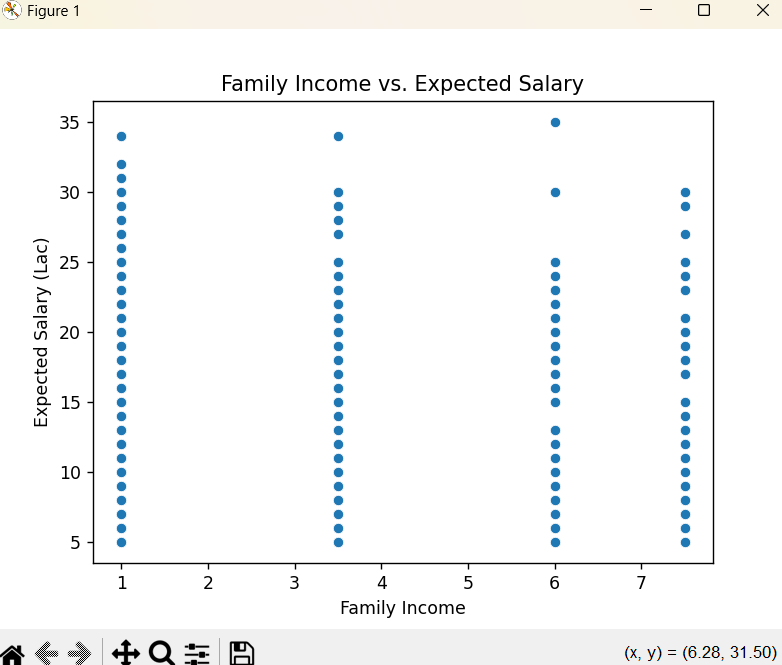 Figure 1
Family Income vs. Expected Salary
Expected Salary (Lac)
35
30
25
20
15
10
5
1 2 3 4 5 6 7
Family Income
(x, y) = (6.28, 31.50)